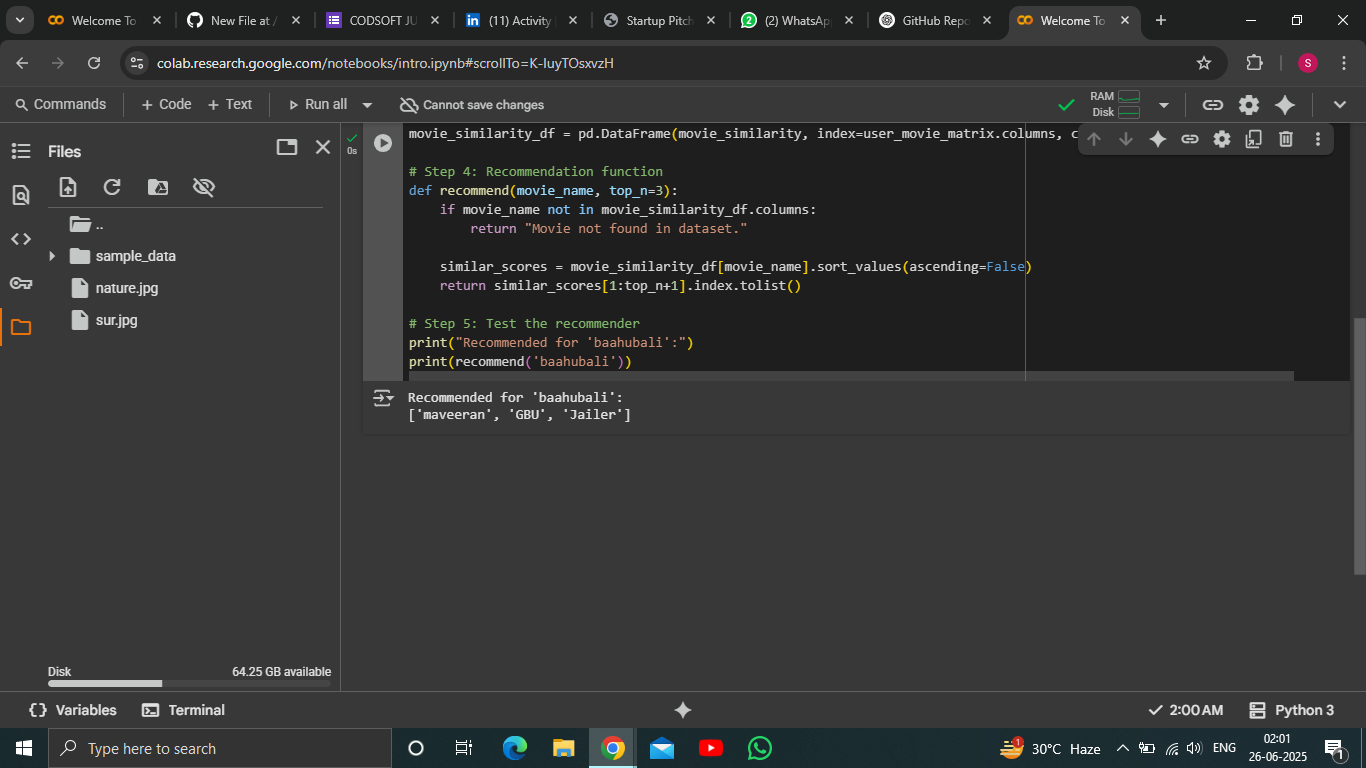 Welcome To
New File at /
CODSOFT JU
(11) Activity
Startup Pitch
(2) WhatsAp
GitHub Repo
Welcome To
colab.research.google.com/notebooks/intro.ipynb#scrollTo=K-IuyTOsxvzH
S
Commands
+ Code
+ Text
Run all
Cannot save changes
RAM
Disk
Files
..
sample_data
nature.jpg
sur.jpg
Disk
64.25 GB available
0s
movie_similarity_df = pd.DataFrame(movie_similarity, index=user_movie_matrix.columns, c
# Step 4: Recommendation function
def recommend(movie_name, top_n=3):
    if movie_name not in movie_similarity_df.columns:
        return "Movie not found in dataset."
    similar_scores = movie_similarity_df[movie_name].sort_values(ascending=False)
    return similar_scores[1:top_n+1].index.tolist()
# Step 5: Test the recommender
print("Recommended for 'baahubali':")
print(recommend('baahubali'))
Recommended for 'baahubali':
['maveeran', 'GBU', 'Jailer']
Variables
Terminal
2:00 AM
Python 3
Type here to search
1
30°C Haze
ENG
02:01
26-06-2025
1